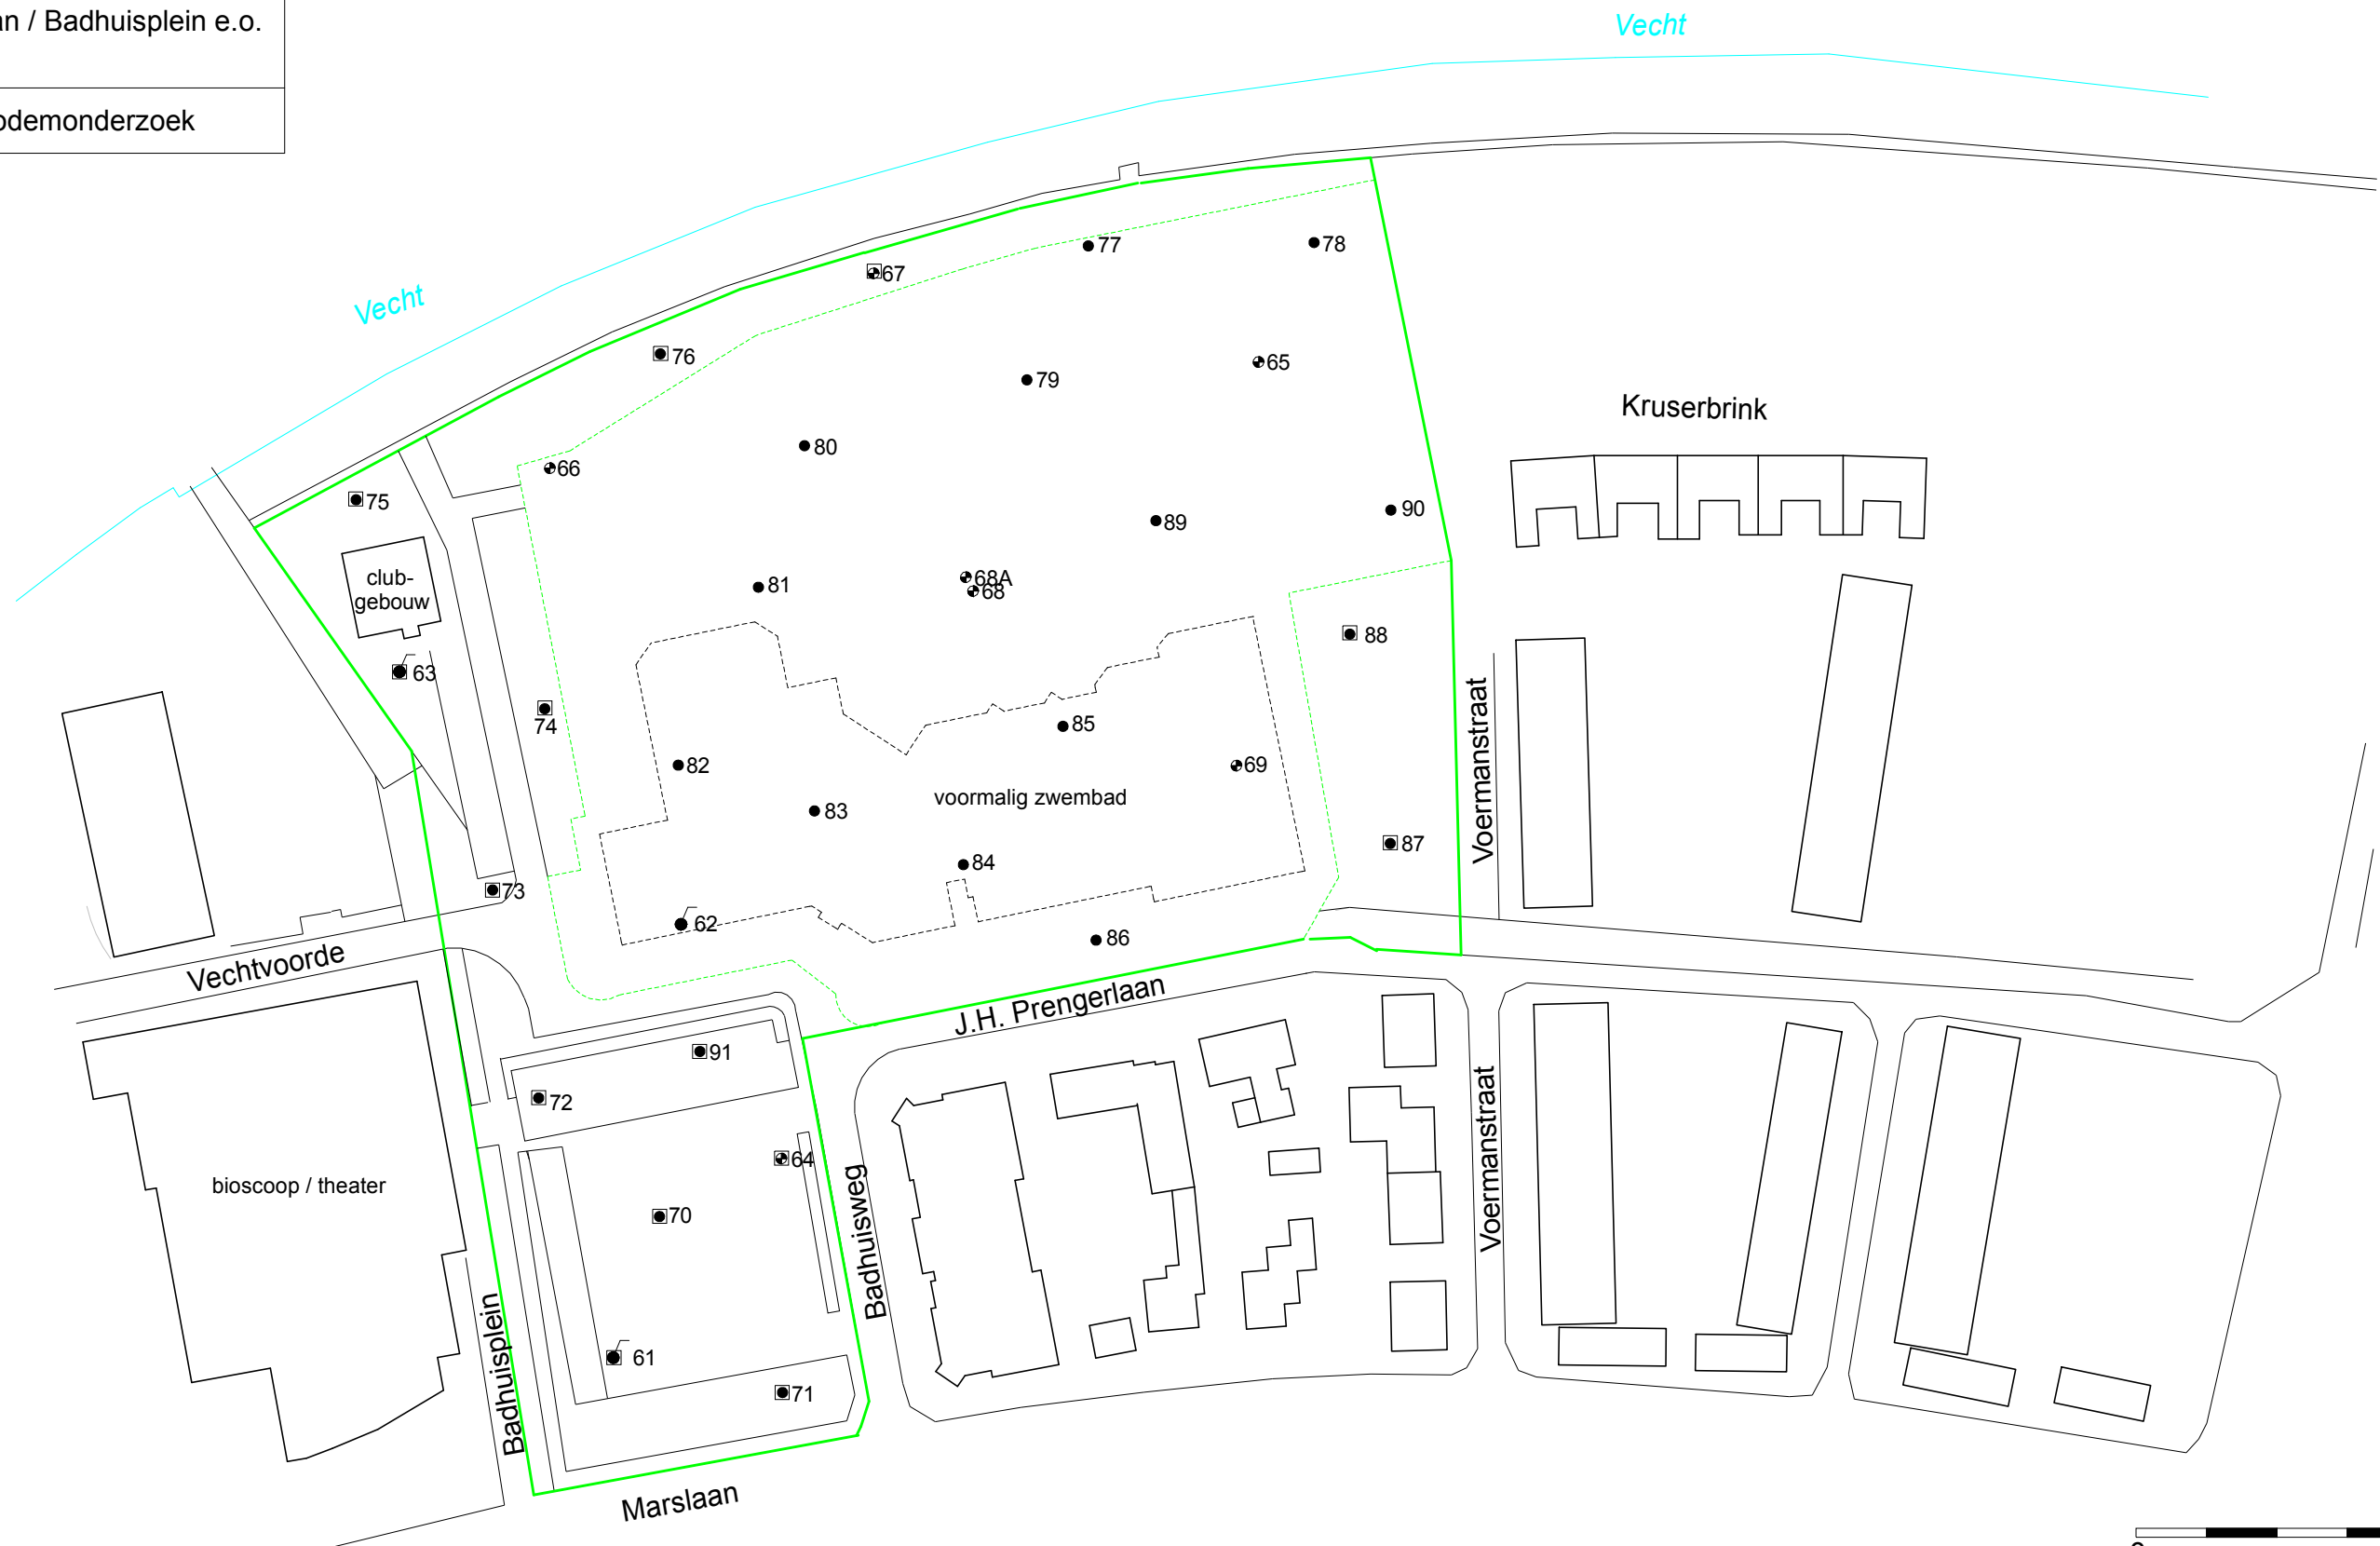 an / Badhuisplein e.o.
odemonderzoek
Vecht
Vecht
77
78
67
76
79
65
Kruserbrink
80
66
75
90
89
club-
gebouw
81
68A
68
88
63
74
85
Voermanstraat
82
69
voormalig zwembad
83
87
84
73
62
86
Vechtvoorde
J.H. Prengerlaan
91
72
64
bioscoop / theater
70
Badhuisweg
Voermanstraat
61
Badhuisplein
71
Marslaan